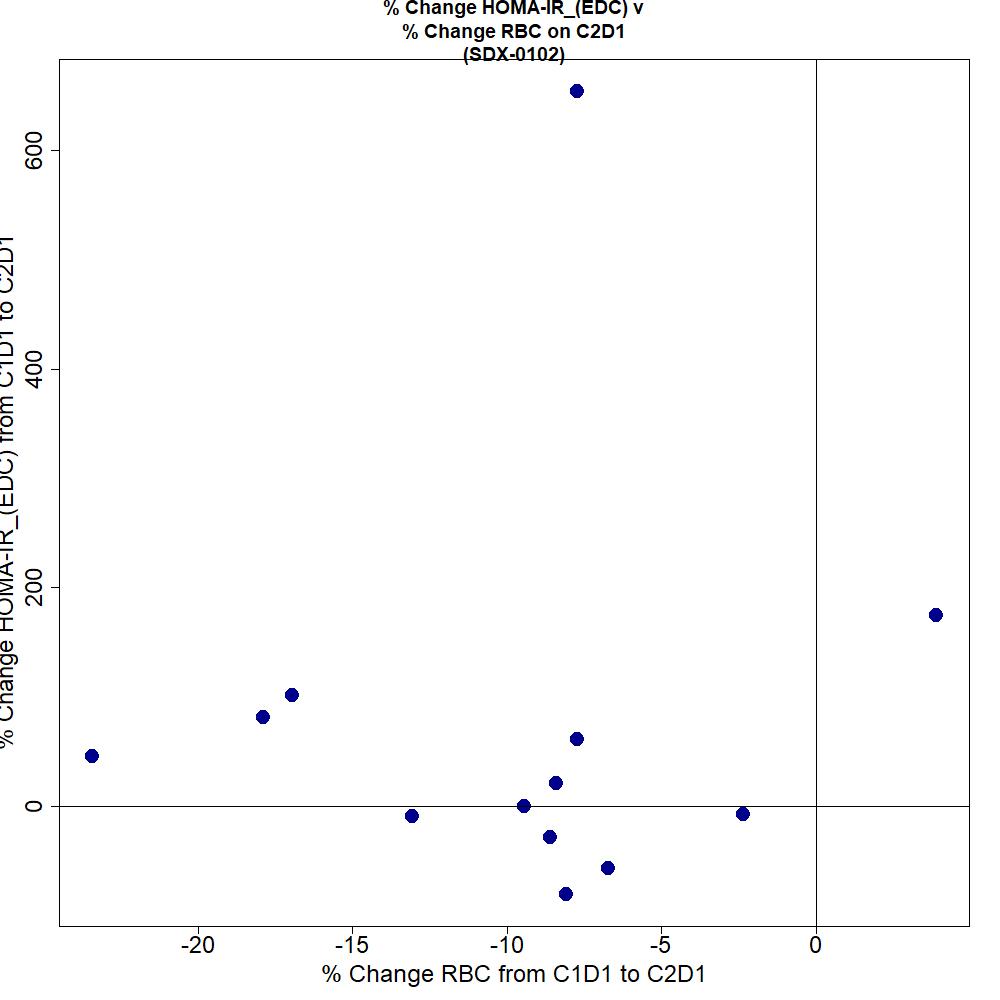 % Change HOMA-IR_(EDC) v
% Change RBC on C2D1
(SDX-0102)
% Change HOMA-IR_(EDC) from C1D1 to C2D1
600
400
200
0
-20
-15
-10
-5
0
% Change RBC from C1D1 to C2D1